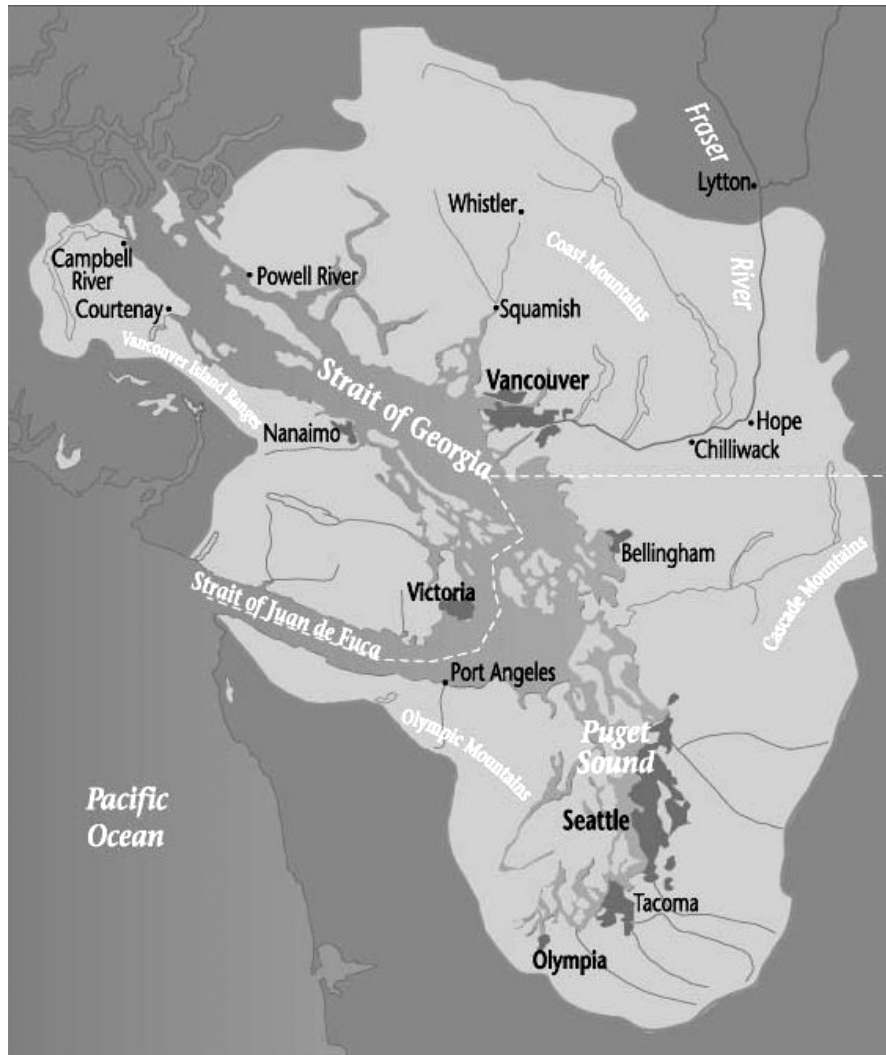 Fraser
Lytton
Whistler
Coast Mountains
River
Campbell
River
Powell River
Courtenay
Squamish
Vancouver Island Ranges
Strait of Georgia
Vancouver
Nanaimo
Hope
Chilliwack
Bellingham
Victoria
Strait of Juan de Fuca
Cascade Mountains
Port Angeles
Olympic Mountains
Puget
Sound
Pacific
Ocean
Seattle
Tacoma
Olympia